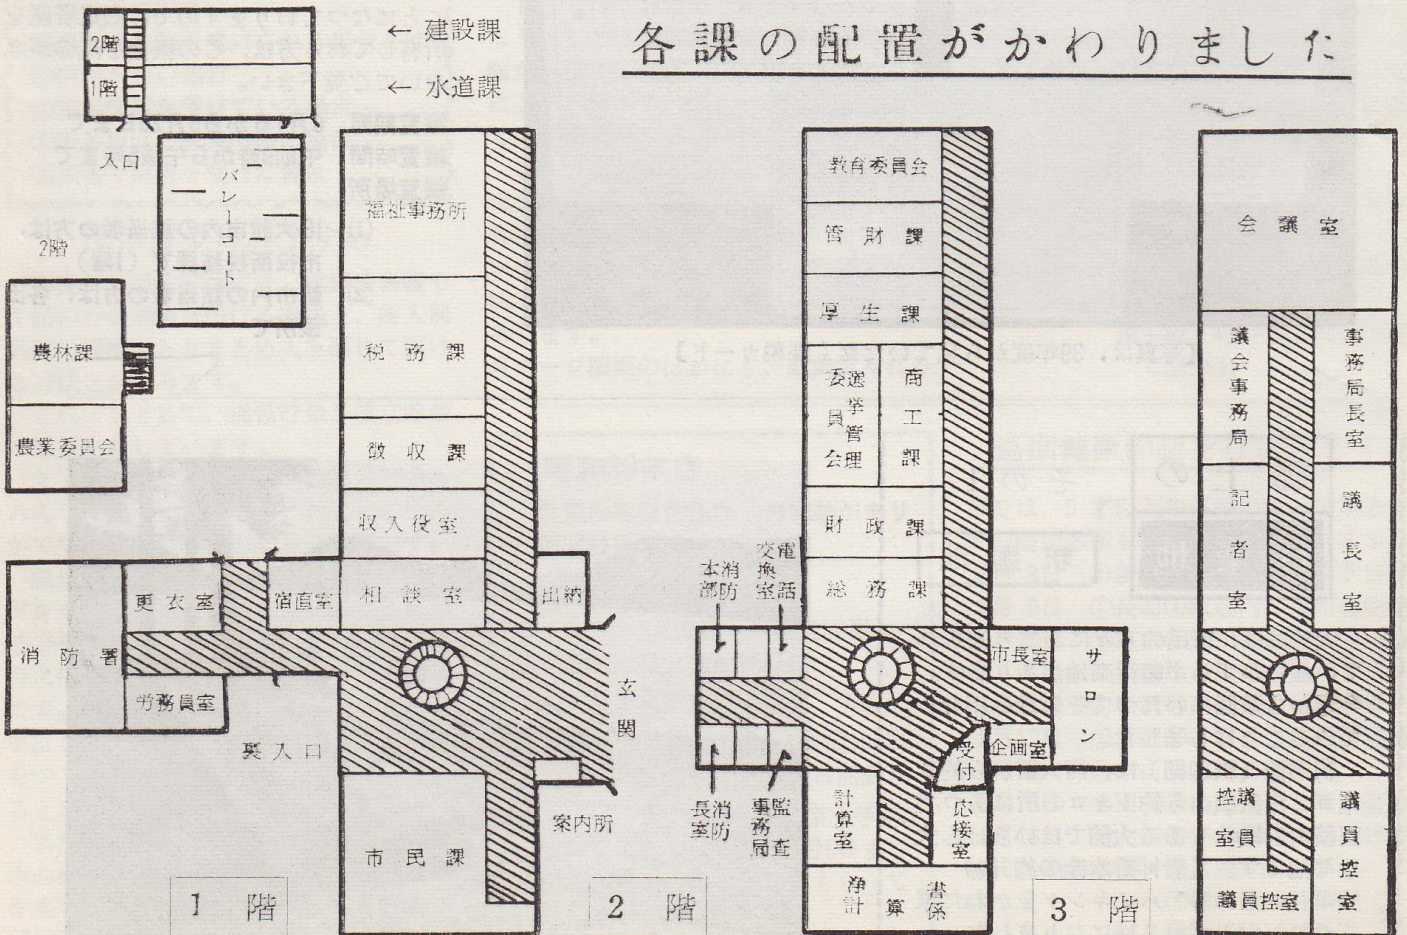 各課の配置がかわりました
2階
← 建設課
1階
← 水道課
入口
バレーコート
2階
農林課
農業委員会
福祉事務所
税務課
徴収課
収入役室
相談室
出納
更衣室
宿直室
消防署
労務員室
裏入口
玄関
案内所
市民課
1階
教育委員会
管財課
厚生課
選挙管理委員会
商工課
財政課
総務課
消防本部
電話交換室
市長室
サロン
企画室
受付
消防長室
監査事務局
計算室
応接室
浄書係
計算
2階
会議室
議会事務局
事務局長室
記者室
議長室
議員控室
議員控室
議員控室
3階